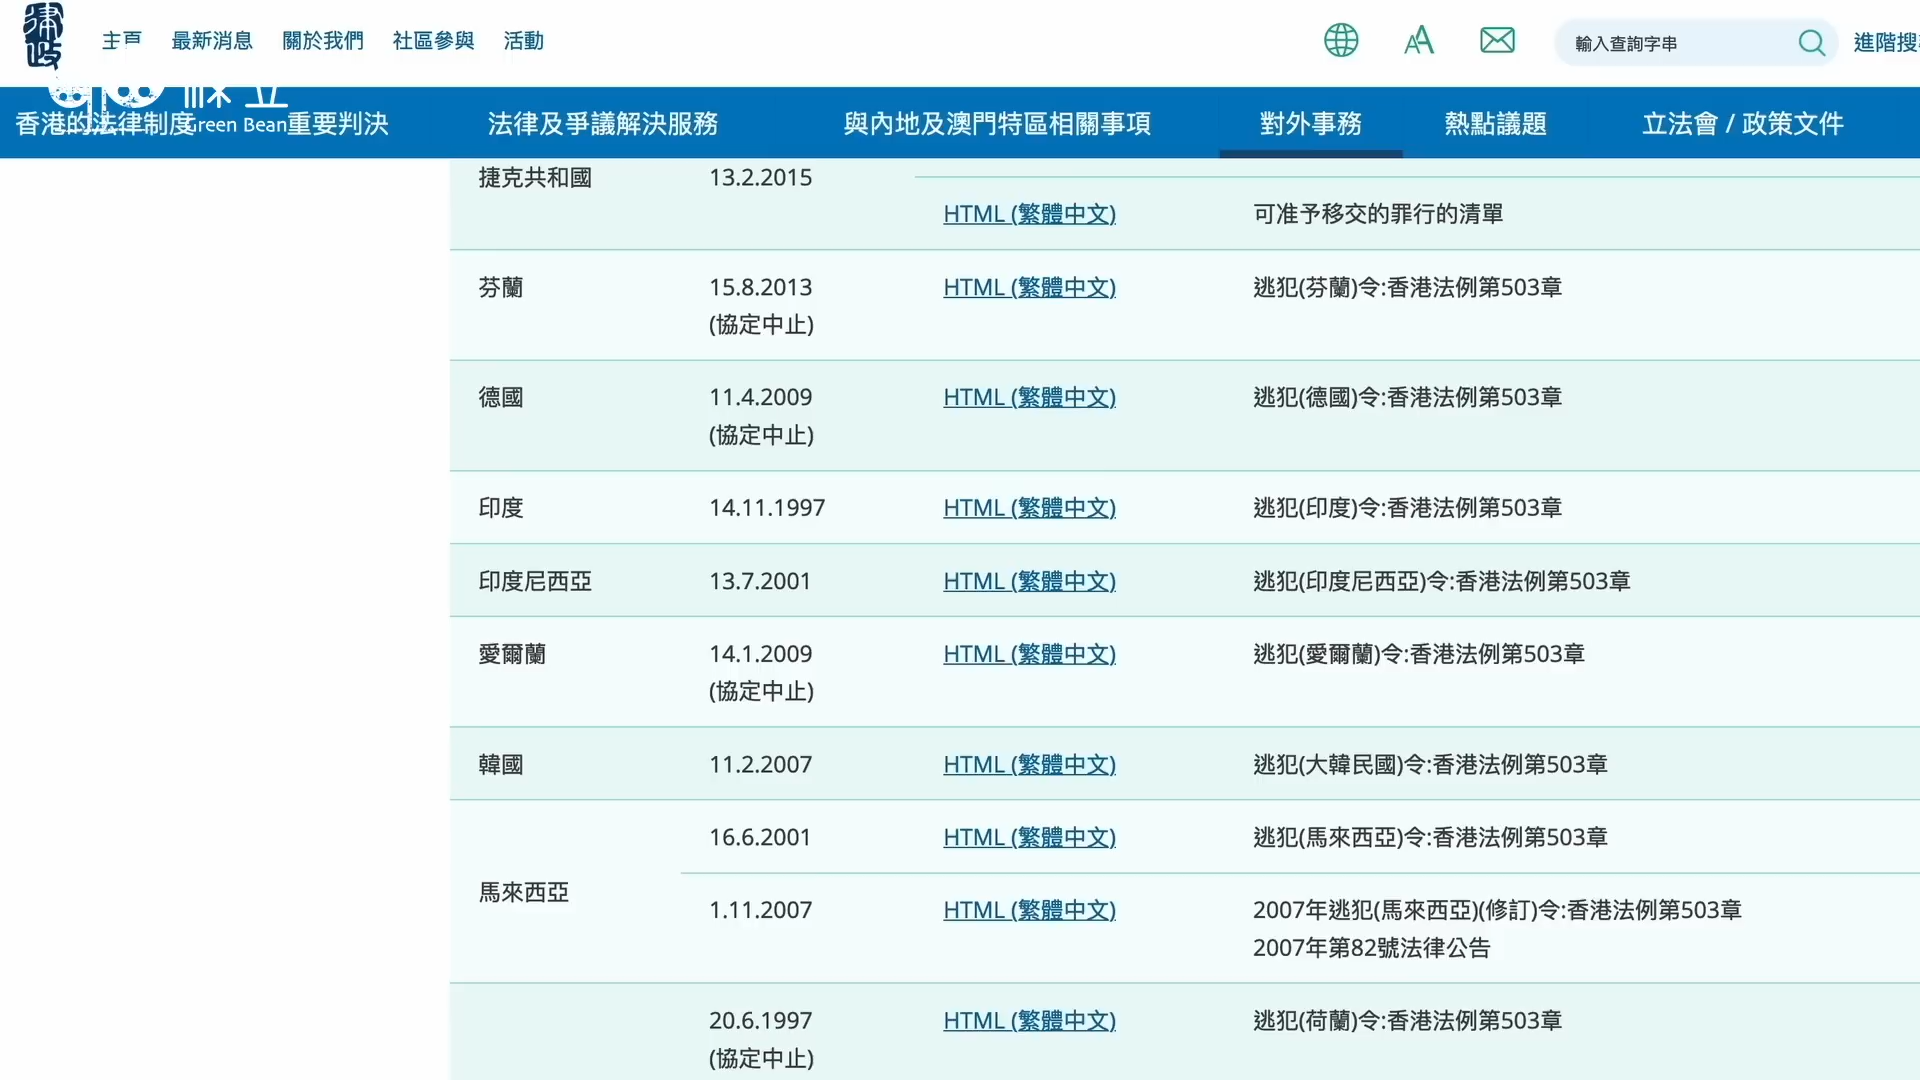 主頁 最新消息 關於我們 社區參與 活動 輸入查詢字串
香港的法律制度 重要判決 法律及爭議解決服務 與內地及澳門特區相關事項 對外事務 熱點議題 立法會 / 政策文件
Green Bean
捷克共和國 13.2.2015
HTML (繁體中文) 可准予移交的罪行的清單
芬蘭 15.8.2013 HTML (繁體中文) 逃犯(芬蘭)令:香港法例第503章
(協定中止)
德國 11.4.2009 HTML (繁體中文) 逃犯(德國)令:香港法例第503章
(協定中止)
印度 14.11.1997 HTML (繁體中文) 逃犯(印度)令:香港法例第503章
印度尼西亞 13.7.2001 HTML (繁體中文) 逃犯(印度尼西亞)令:香港法例第503章
愛爾蘭 14.1.2009 HTML (繁體中文) 逃犯(愛爾蘭)令:香港法例第503章
(協定中止)
韓國 11.2.2007 HTML (繁體中文) 逃犯(大韓民國)令:香港法例第503章
16.6.2001 HTML (繁體中文) 逃犯(馬來西亞)令:香港法例第503章
馬來西亞
1.11.2007 HTML (繁體中文) 2007年逃犯(馬來西亞)(修訂)令:香港法例第503章
2007年第82號法律公告
20.6.1997 HTML (繁體中文) 逃犯(荷蘭)令:香港法例第503章
(協定中止)